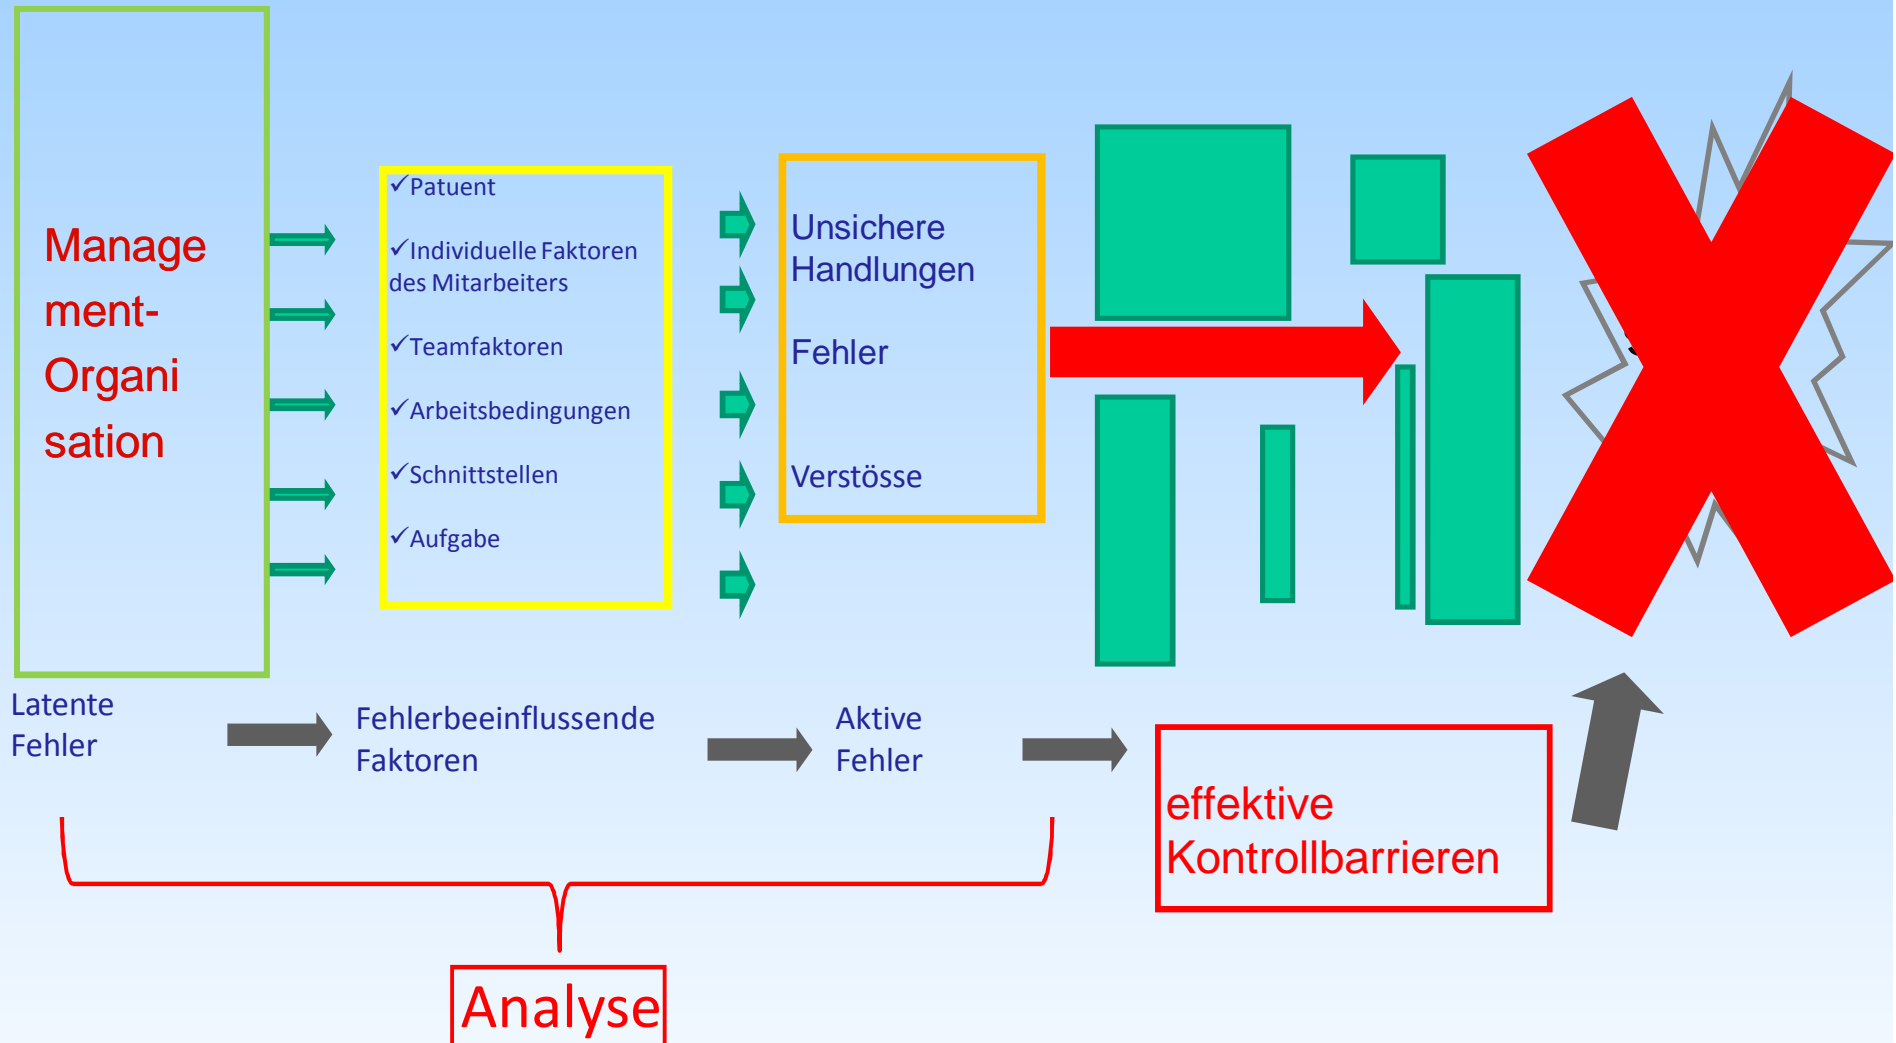 Manage
ment-
Organi
sation
✓Patuent
✓Individuelle Faktoren
des Mitarbeiters
✓Teamfaktoren
✓Arbeitsbedingungen
✓Schnittstellen
✓Aufgabe
Unsichere
Handlungen
Fehler
Verstösse
Latente
Fehler
Fehlerbeeinflussende
Faktoren
Aktive
Fehler
effektive
Kontrollbarrieren
Analyse